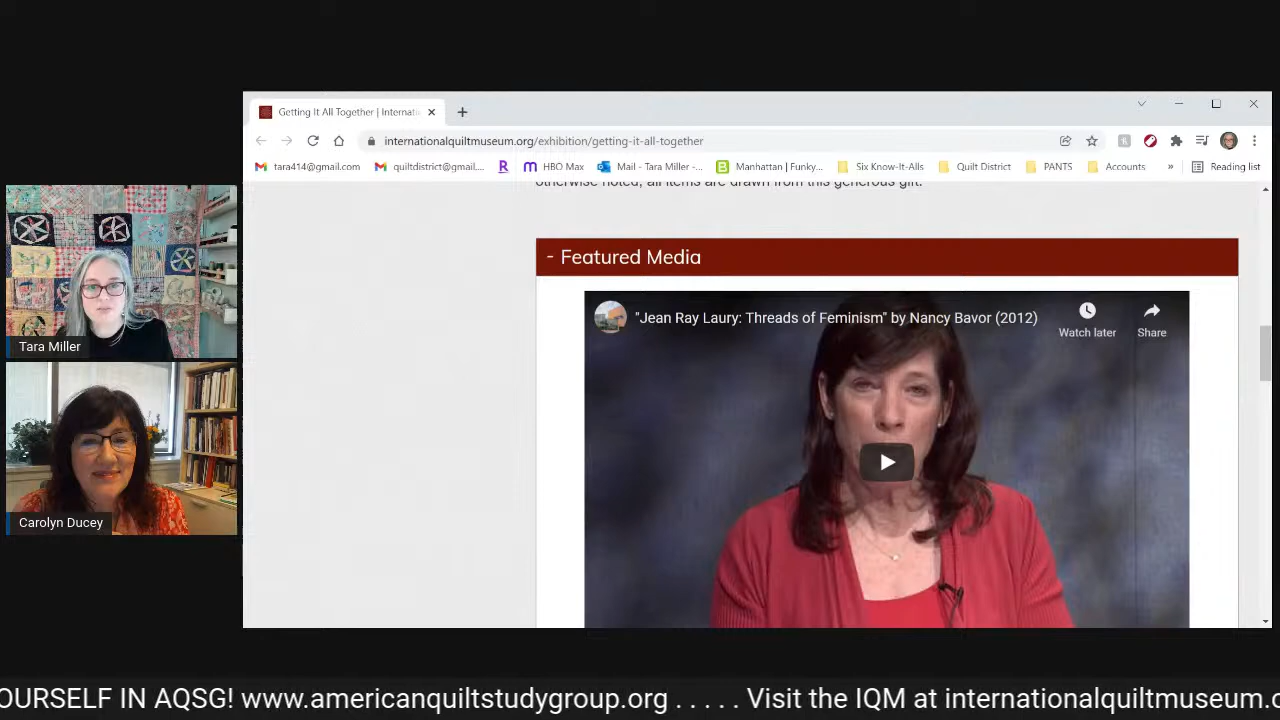 Getting It All Together | Internati
internationalquiltmuseum.org/exhibition/getting-it-all-together
tara414@gmail.com
quiltdistrict@gmail....
R
HBO Max
Mail - Tara Miller -...
B
Manhattan | Funky...
Six Know-It-Alls
Quilt District
PANTS
Accounts
»
Reading list
otherwise noted, all items are drawn from this generous gift.
- Featured Media
"Jean Ray Laury: Threads of Feminism" by Nancy Bavor (2012)
Watch later
Share
Tara Miller
Carolyn Ducey
OURSELF IN AQSG! www.americanquiltstudygroup.org . . . . . Visit the IQM at internationalquiltmuseum.o